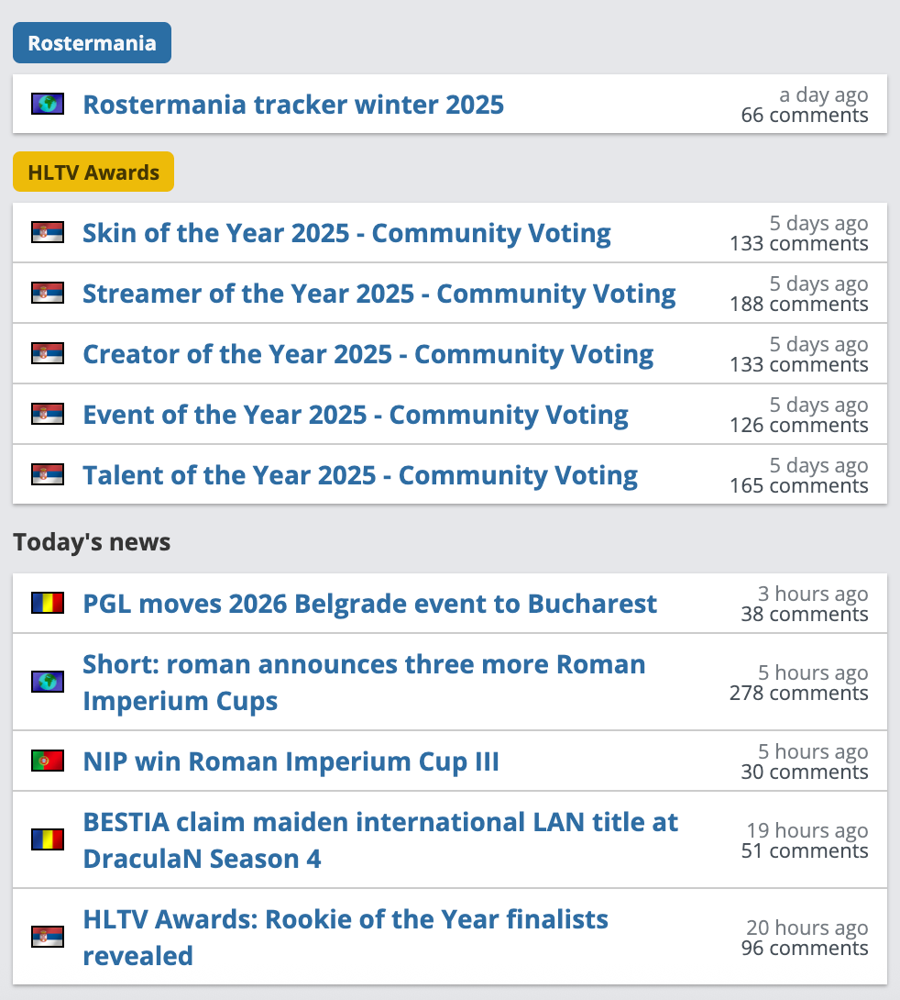 Rostermania
Rostermania tracker winter 2025
a day ago
66 comments
HLTV Awards
Skin of the Year 2025 - Community Voting
5 days ago
133 comments
Streamer of the Year 2025 - Community Voting
5 days ago
188 comments
Creator of the Year 2025 - Community Voting
5 days ago
133 comments
Event of the Year 2025 - Community Voting
5 days ago
126 comments
Talent of the Year 2025 - Community Voting
5 days ago
165 comments
Today's news
PGL moves 2026 Belgrade event to Bucharest
3 hours ago
38 comments
Short: roman announces three more Roman
Imperium Cups
5 hours ago
278 comments
NIP win Roman Imperium Cup III
5 hours ago
30 comments
BESTIA claim maiden international LAN title at
DraculaN Season 4
19 hours ago
51 comments
HLTV Awards: Rookie of the Year finalists
revealed
20 hours ago
96 comments